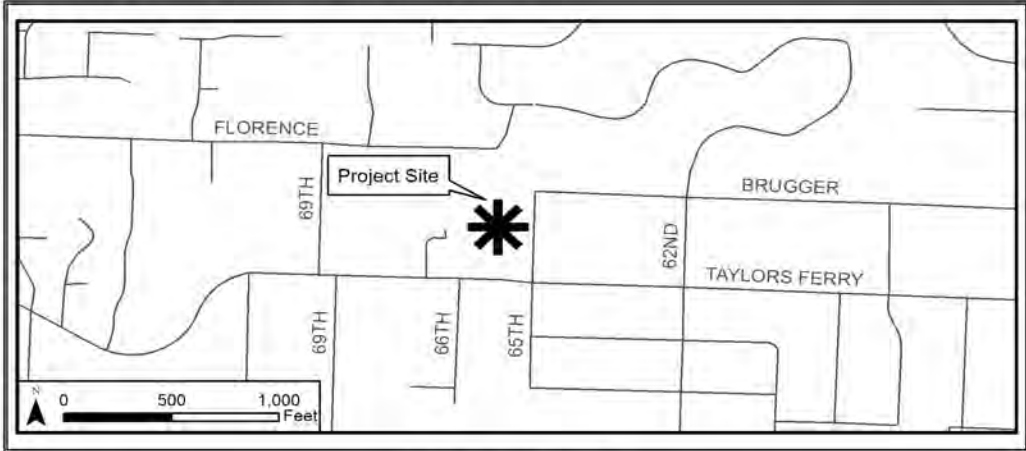 FLORENCE
Project Site
69TH
BRUGGER
62ND
TAYLORS FERRY
69TH
66TH
65TH
N
0 500 1,000
Feet